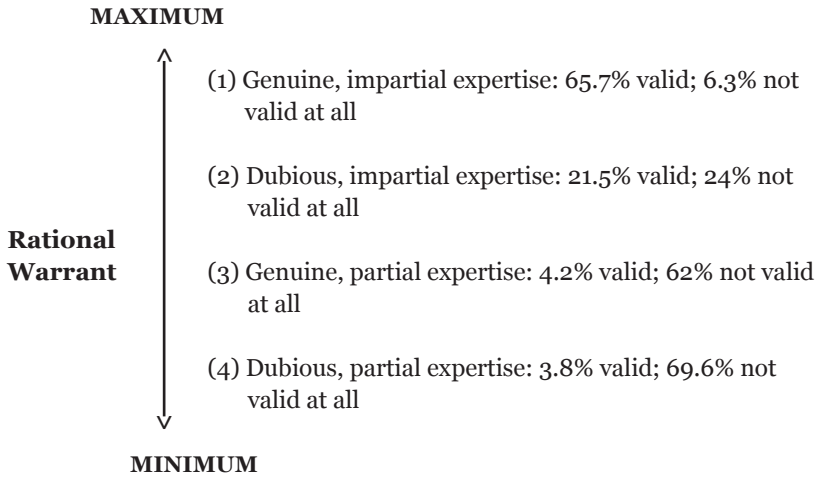 MAXIMUM
(1) Genuine, impartial expertise: 65.7% valid; 6.3% not
valid at all
(2) Dubious, impartial expertise: 21.5% valid; 24% not
valid at all
Rational
Warrant
(3) Genuine, partial expertise: 4.2% valid; 62% not valid
at all
(4) Dubious, partial expertise: 3.8% valid; 69.6% not
valid at all
MINIMUM